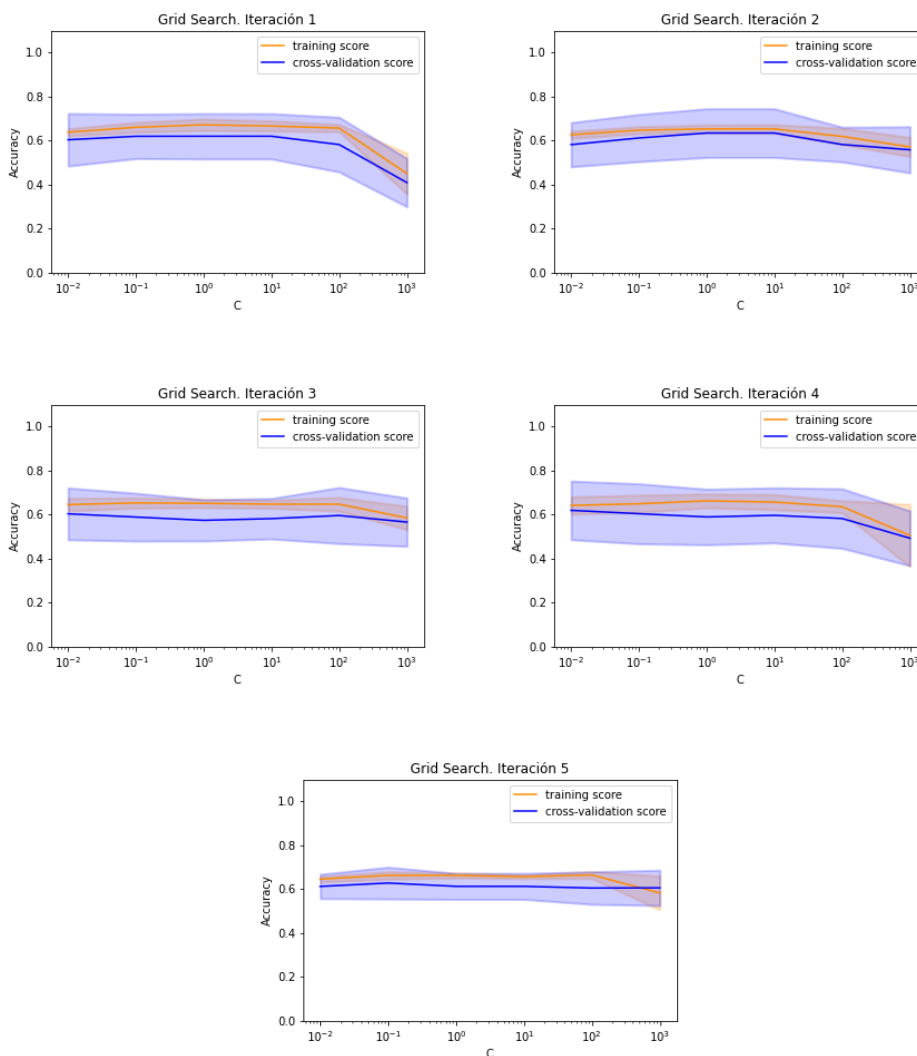 Grid Search. Iteración 1
training score
cross-validation score
Accuracy
1.0
0.8
0.6
0.4
0.2
0.0
10⁻² 10⁻¹ 10⁰ 10¹ 10² 10³
C
Grid Search. Iteración 2
training score
cross-validation score
Accuracy
1.0
0.8
0.6
0.4
0.2
0.0
10⁻² 10⁻¹ 10⁰ 10¹ 10² 10³
C
Grid Search. Iteración 3
training score
cross-validation score
Accuracy
1.0
0.8
0.6
0.4
0.2
0.0
10⁻² 10⁻¹ 10⁰ 10¹ 10² 10³
C
Grid Search. Iteración 4
training score
cross-validation score
Accuracy
1.0
0.8
0.6
0.4
0.2
0.0
10⁻² 10⁻¹ 10⁰ 10¹ 10² 10³
C
Grid Search. Iteración 5
training score
cross-validation score
Accuracy
1.0
0.8
0.6
0.4
0.2
0.0
10⁻² 10⁻¹ 10⁰ 10¹ 10² 10³
C